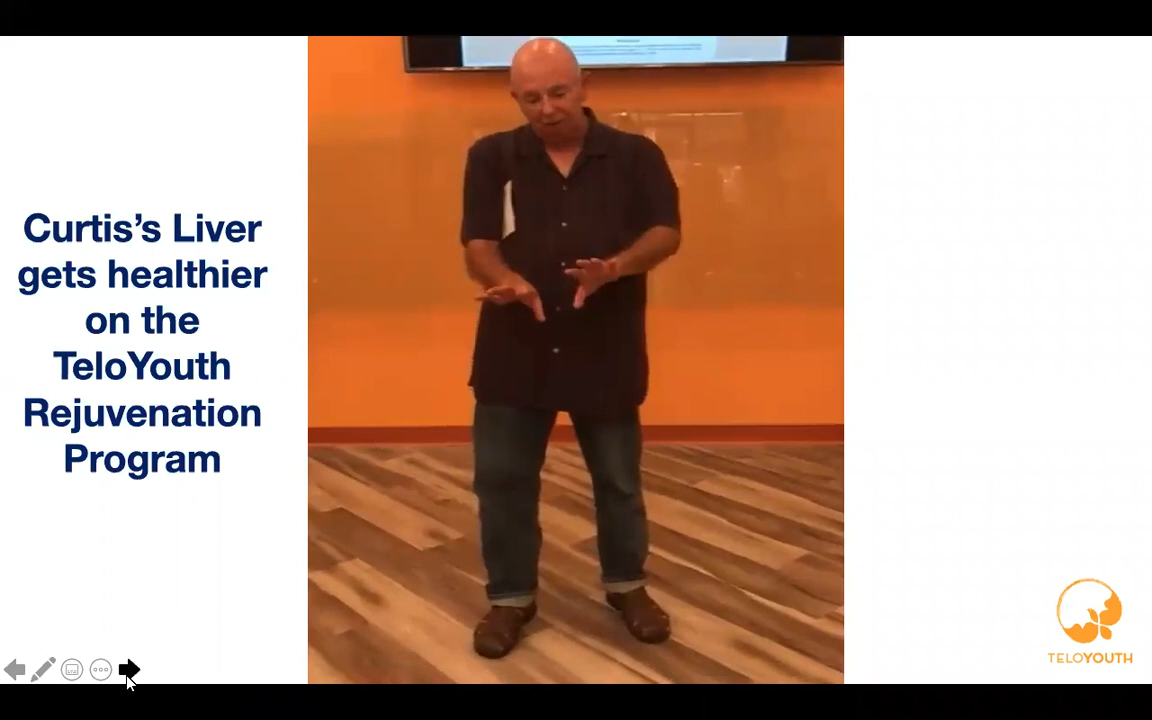 Curtis's Liver
gets healthier
on the
TeloYouth
Rejuvenation
Program
TELOYOUTH